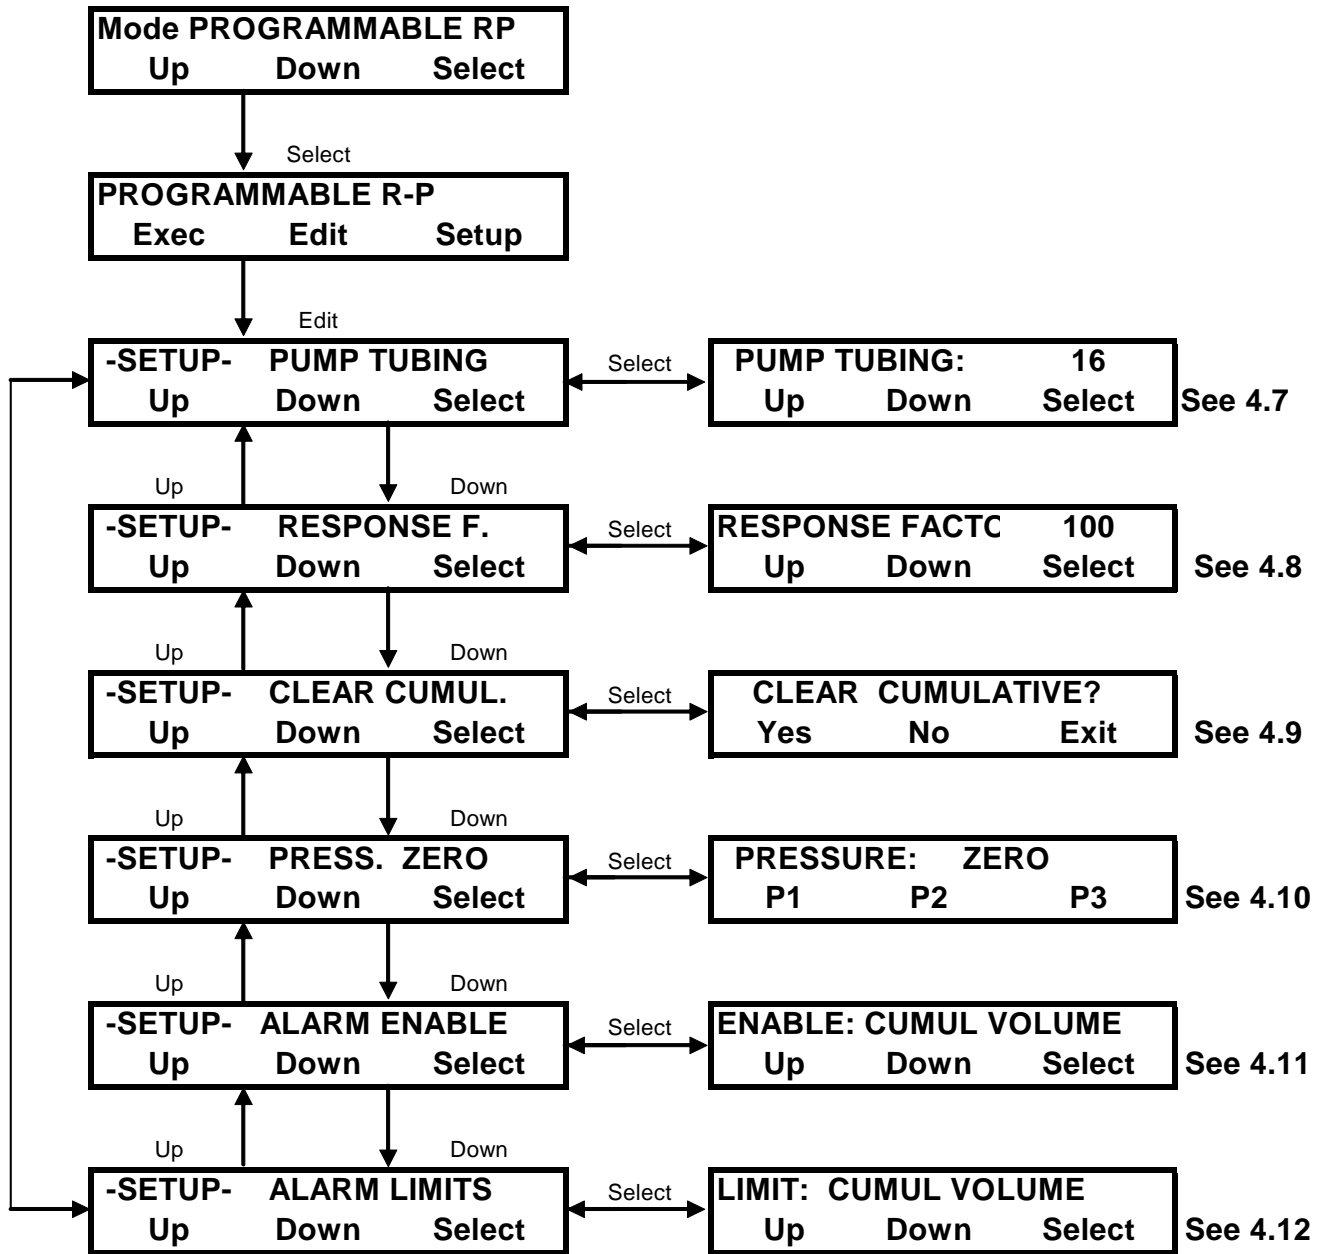 Mode PROGRAMMABLE RP
Up Down Select
Select
PROGRAMMABLE R-P
Exec Edit Setup
Edit
-SETUP- PUMP TUBING
Up Down Select
Select
PUMP TUBING: 16
Up Down Select
See 4.7
Up Down
-SETUP- RESPONSE F.
Up Down Select
Select
RESPONSE FACTC 100
Up Down Select
See 4.8
Up Down
-SETUP- CLEAR CUMUL.
Up Down Select
Select
CLEAR CUMULATIVE?
Yes No Exit
See 4.9
Up Down
-SETUP- PRESS. ZERO
Up Down Select
Select
PRESSURE: ZERO
P1 P2 P3
See 4.10
Up Down
-SETUP- ALARM ENABLE
Up Down Select
Select
ENABLE: CUMUL VOLUME
Up Down Select
See 4.11
Up Down
-SETUP- ALARM LIMITS
Up Down Select
Select
LIMIT: CUMUL VOLUME
Up Down Select
See 4.12